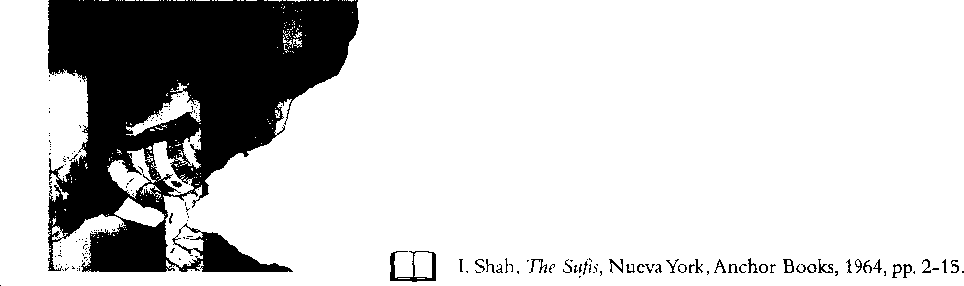 I. Shah, The Sufis, Nueva York, Anchor Books, 1964, pp. 2-15.